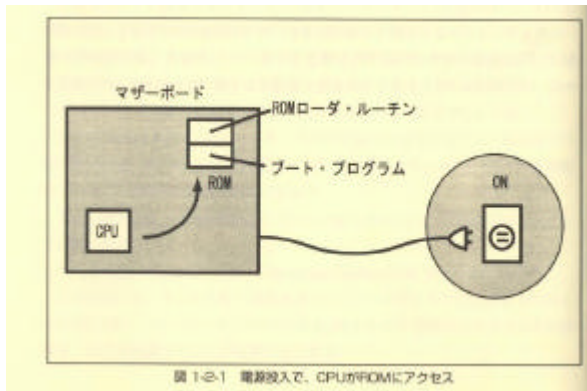 マザーボード
ROMローダ・ルーチン
ブート・プログラム
ROM
CPU
ON
図 1-2-1 電源投入で、CPUがROMにアクセス